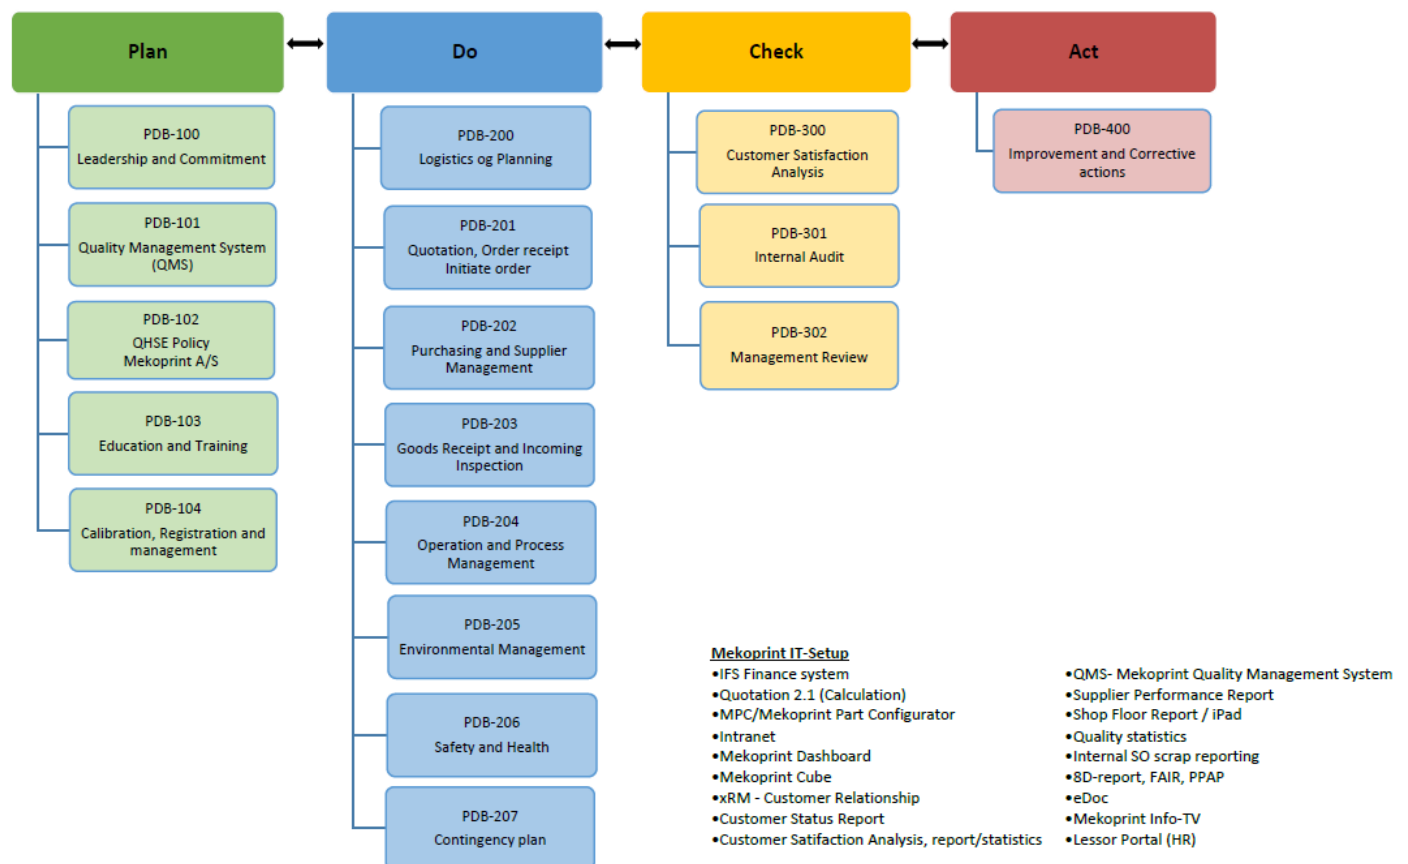 Plan
Do
Check
Act
PDB-100
Leadership and Commitment
PDB-101
Quality Management System
(QMS)
PDB-102
QHSE Policy
Mekoprint A/S
PDB-103
Education and Training
PDB-104
Calibration, Registration and
management
PDB-200
Logistics og Planning
PDB-201
Quotation, Order receipt
Initiate order
PDB-202
Purchasing and Supplier
Management
PDB-203
Goods Receipt and Incoming
Inspection
PDB-204
Operation and Process
Management
PDB-205
Environmental Management
PDB-206
Safety and Health
PDB-207
Contingency plan
PDB-300
Customer Satisfaction
Analysis
PDB-301
Internal Audit
PDB-302
Management Review
PDB-400
Improvement and Corrective
actions
Mekoprint IT-Setup
•IFS Finance system
•Quotation 2.1 (Calculation)
•MPC/Mekoprint Part Configurator
•Intranet
•Mekoprint Dashboard
•Mekoprint Cube
•xRM - Customer Relationship
•Customer Status Report
•Customer Satifaction Analysis, report/statistics
•QMS- Mekoprint Quality Management System
•Supplier Performance Report
•Shop Floor Report / iPad
•Quality statistics
•Internal SO scrap reporting
•8D-report, FAIR, PPAP
•eDoc
•Mekoprint Info-TV
•Lessor Portal (HR)